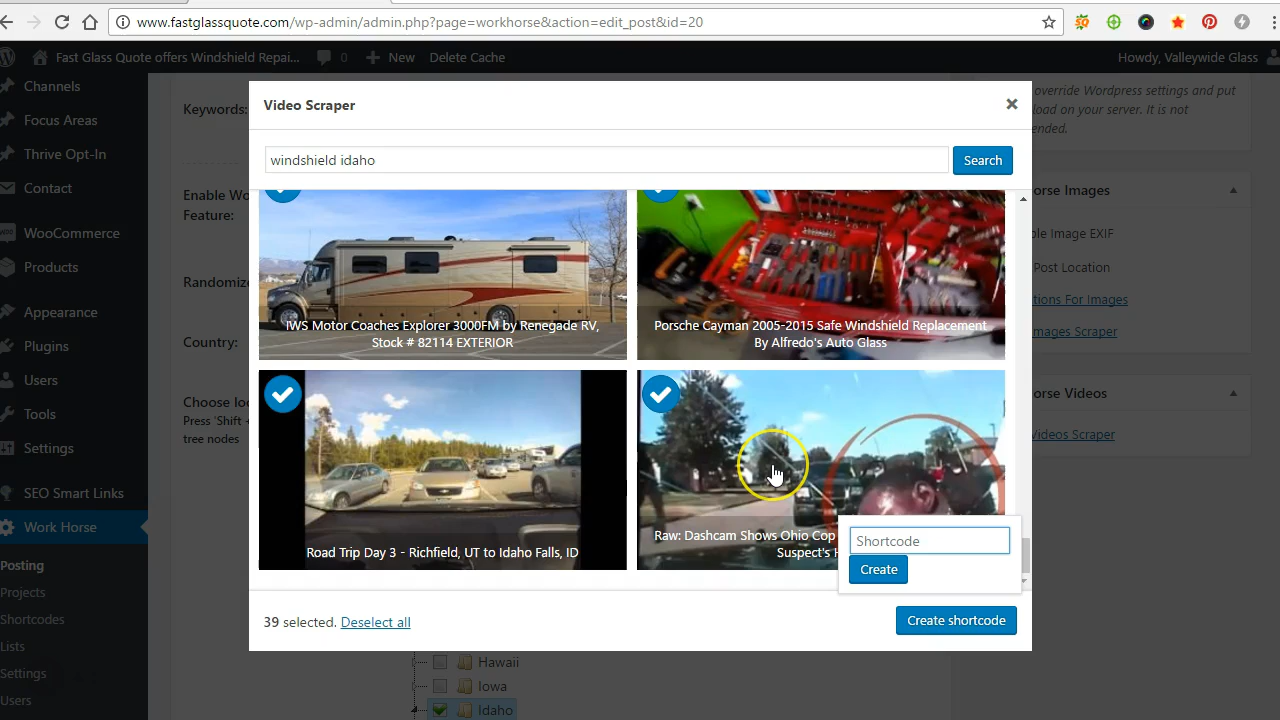 www.fastglassquote.com/wp-admin/admin.php?page=workhorse&action=edit_post&id=20
Fast Glass Quote offers Windshield Repai... 0 New Delete Cache Howdy, Valleywide Glass
Channels
Focus Areas
Thrive Opt-In
Contact
WooCommerce
Products
Appearance
Plugins
Users
Tools
Settings
SEO Smart Links
Work Horse
Posting
Projects
Shortcodes
Lists
Settings
Users
Keywords:
Enable Wo
Feature:
Randomize
Country:
Choose lo
Press 'Shift +
tree nodes
Video Scraper
windshield idaho
Search
IWS Motor Coaches Explorer 3000FM by Renegade RV,
Stock # 82114 EXTERIOR
Porsche Cayman 2005-2015 Safe Windshield Replacement
By Alfredo's Auto Glass
Road Trip Day 3 - Richfield, UT to Idaho Falls, ID
Raw: Dashcam Shows Ohio Cop
Suspect's H
Shortcode
Create
39 selected. Deselect all
Create shortcode
Hawaii
Iowa
Idaho
override Wordpress settings and put
load on your server. It is not
ended.
orse Images
ble Image EXIF
Post Location
tions For Images
mages Scraper
orse Videos
Videos Scraper